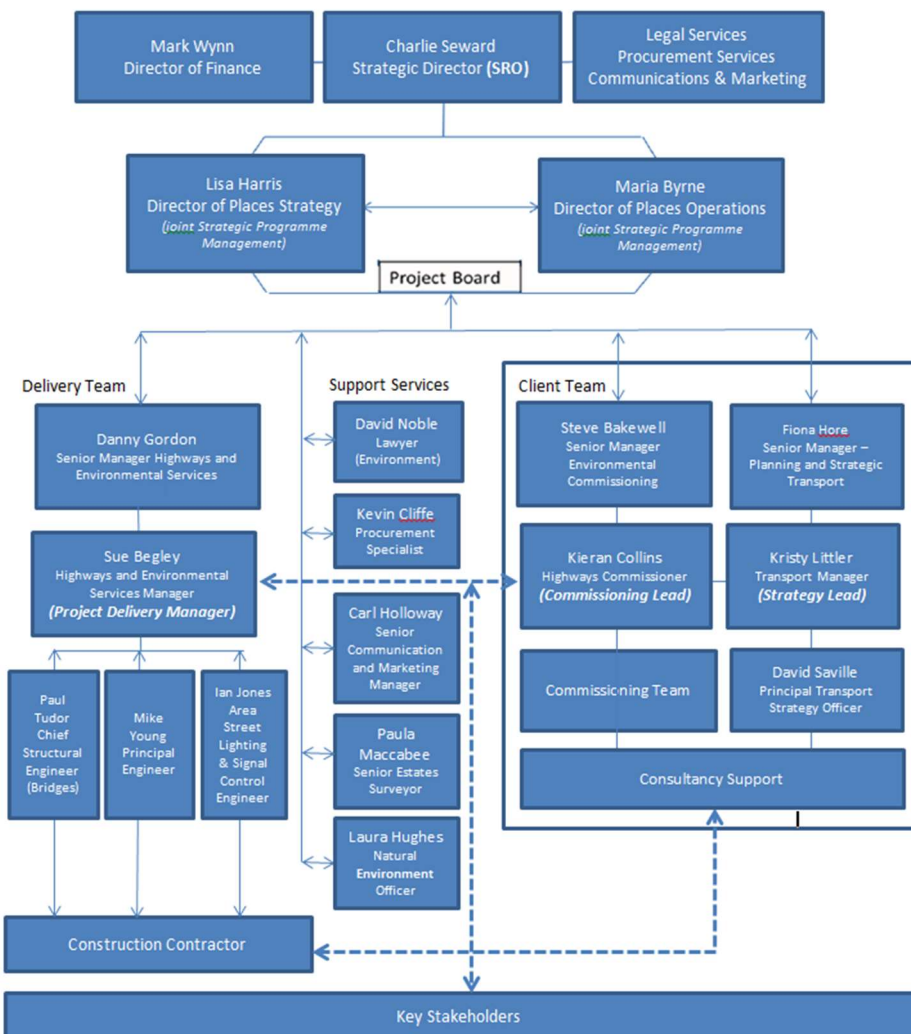 Mark Wynn
Director of Finance
Charlie Seward
Strategic Director (SRO)
Legal Services
Procurement Services
Communications & Marketing
Lisa Harris
Director of Places Strategy
(joint Strategic Programme
Management)
Maria Byrne
Director of Places Operations
(joint Strategic Programme
Management)
Project Board
Delivery Team
Danny Gordon
Senior Manager Highways and
Environmental Services
Sue Begley
Highways and Environmental
Services Manager
(Project Delivery Manager)
Paul
Tudor
Chief
Structural
Engineer
(Bridges)
Mike
Young
Principal
Engineer
Ian Jones
Area
Street
Lighting
& Signal
Control
Engineer
Construction Contractor
Support Services
David Noble
Lawyer
(Environment)
Kevin Cliffe
Procurement
Specialist
Carl Holloway
Senior
Communication
and Marketing
Manager
Paula
Maccabee
Senior Estates
Surveyor
Laura Hughes
Natural
Environment
Officer
Client Team
Steve Bakewell
Senior Manager
Environmental
Commissioning
Fiona Hore
Senior Manager –
Planning and Strategic
Transport
Kieran Collins
Highways Commissioner
(Commissioning Lead)
Kristy Littler
Transport Manager
(Strategy Lead)
Commissioning Team
David Saville
Principal Transport
Strategy Officer
Consultancy Support
Key Stakeholders